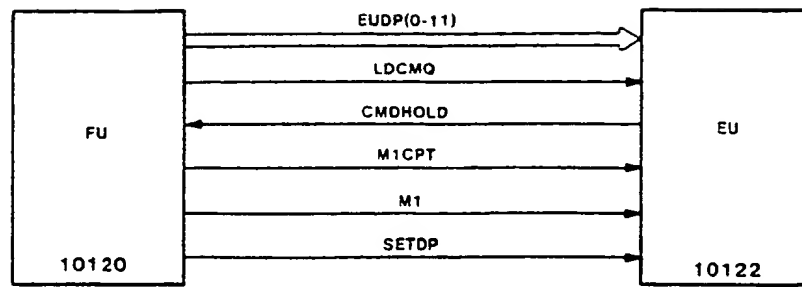 EUDP(0-11)
LDCMQ
CMDHOLD
FU
EU
M1CPT
M1
SETDP
10120
10122